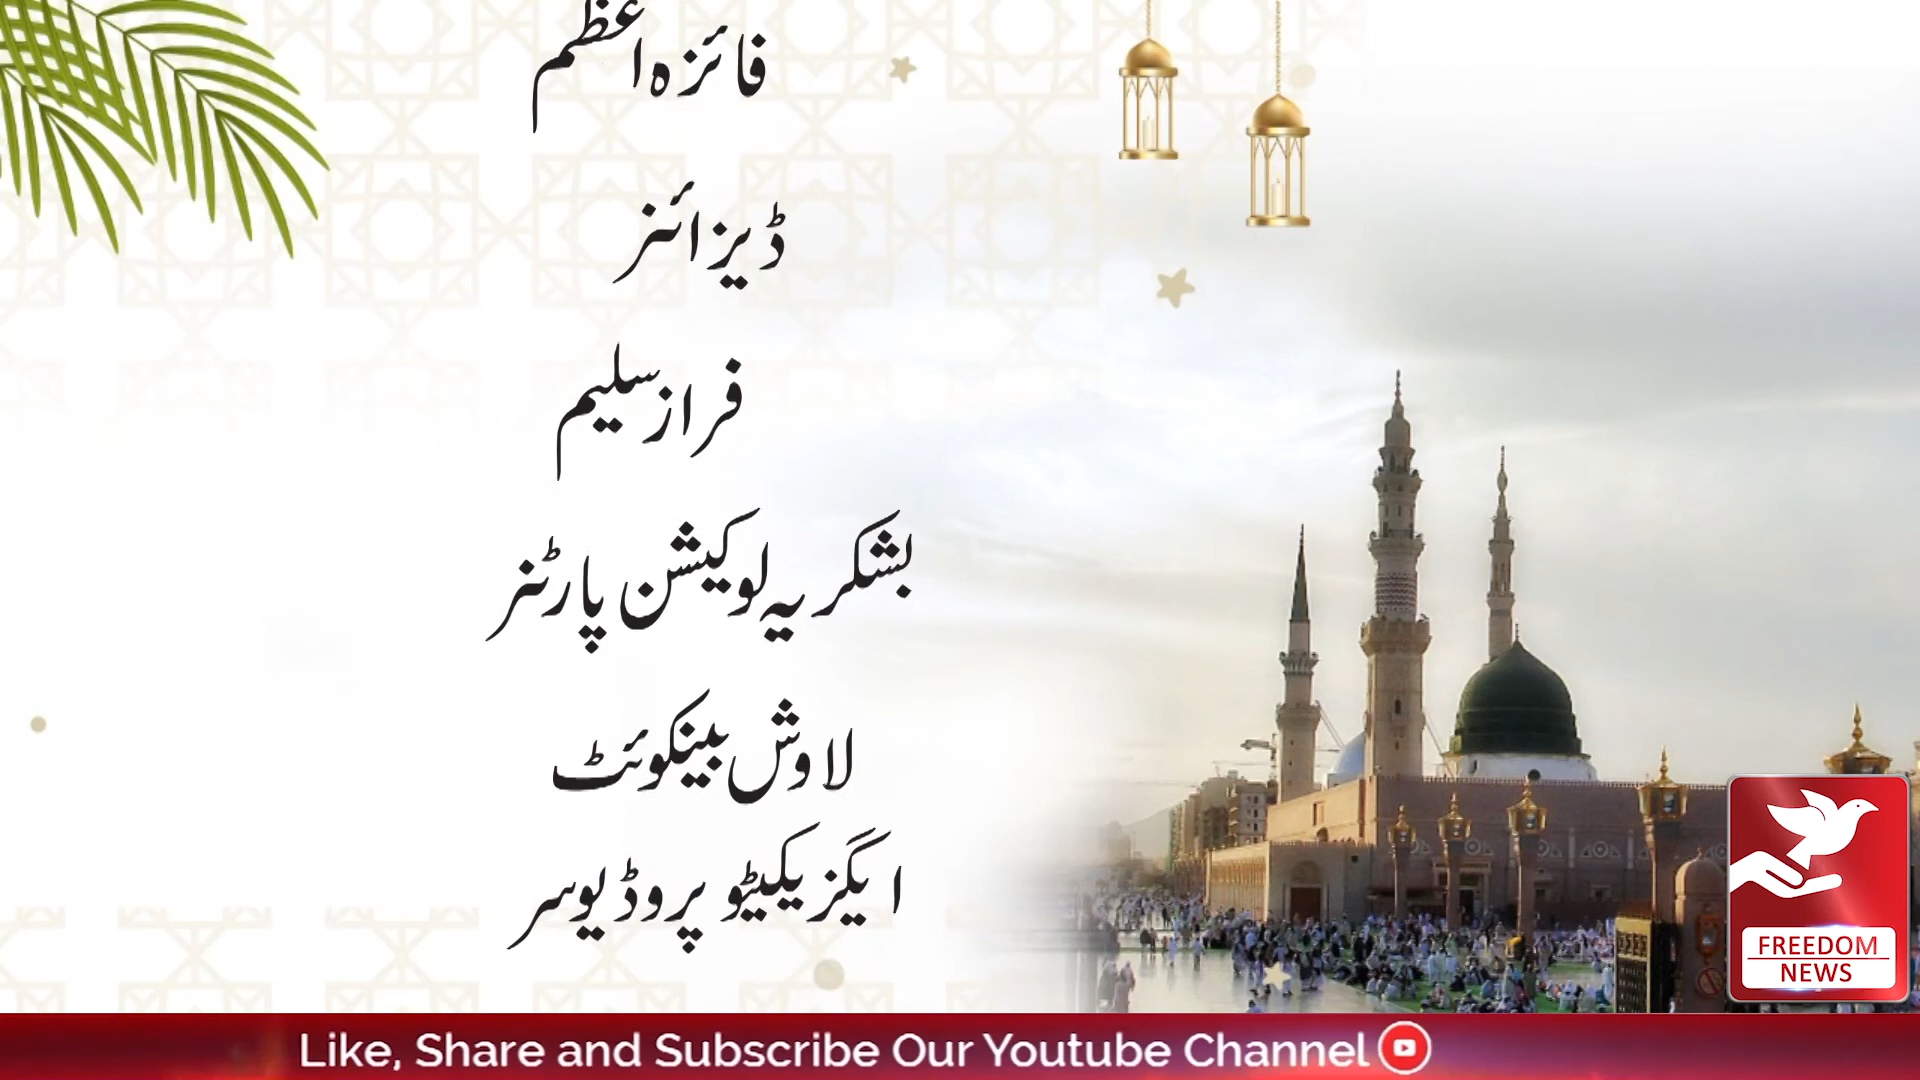 فائزہ اعظم
ڈیزائنر
فراز سلیم
بشکریہ لوکیشن پارٹنر
لاوش بینکوئٹ
ایگزیکیٹو پروڈیوسر
FREEDOM
NEWS
Like, Share and Subscribe Our Youtube Channel